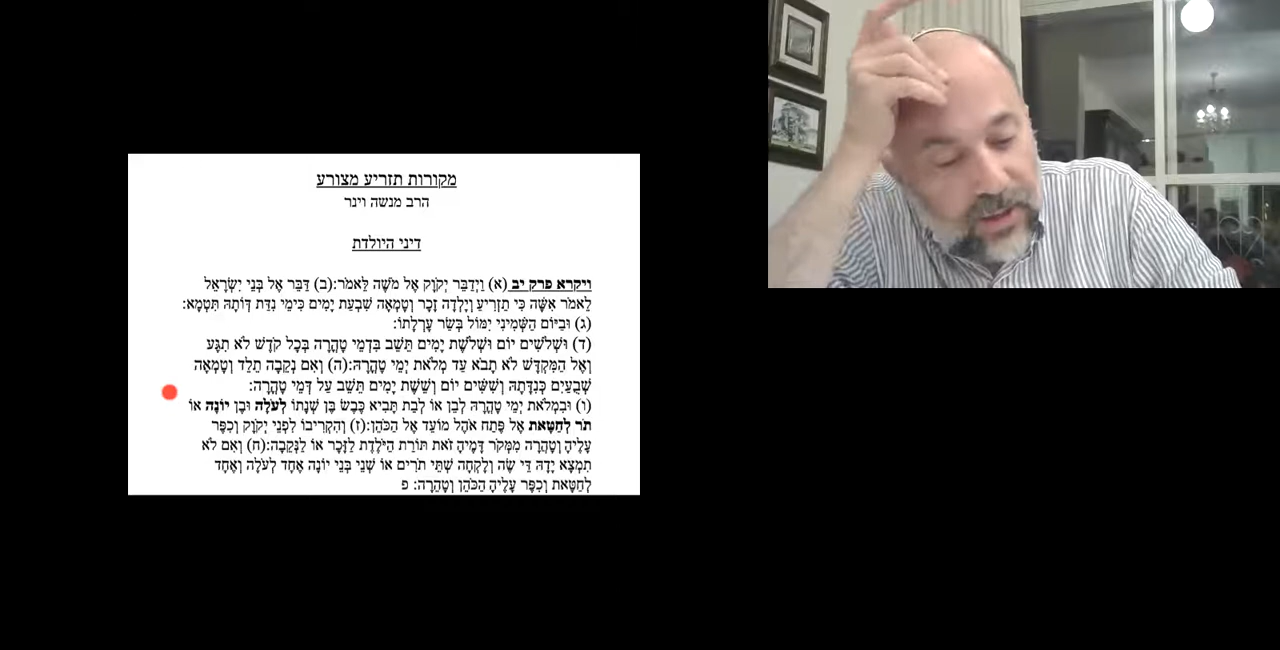 מקורות תזריע מצורע
הרב מנשה וינר
דיני היולדת
ויקרא פרק יב (א) וַיְדַבֵּר יְקֹוָק אֶל מֹשֶׁה לֵּאמֹר:(ב) דַּבֵּר אֶל בְּנֵי יִשְׂרָאֵל
לֵאמֹר אִשָּׁה כִּי תַזְרִיעַ וְיָלְדָה זָכָר וְטָמְאָה שִׁבְעַת יָמִים כִּימֵי נִדַּת דְּוֹתָהּ תִּטְמָא:
(ג) וּבַיּוֹם הַשְּׁמִינִי יִמּוֹל בְּשַׂר עָרְלָתוֹ:
(ד) וּשְׁלֹשִׁים יוֹם וּשְׁלֹשֶׁת יָמִים תֵּשֵׁב בִּדְמֵי טָהֳרָה בְּכָל קֹדֶשׁ לֹא תִגָּע
וְאֶל הַמִּקְדָּשׁ לֹא תָבֹא עַד מְלֹאת יְמֵי טָהֳרָהּ:(ה) וְאִם נְקֵבָה תֵלֵד וְטָמְאָה
שְׁבֻעַיִם כְּנִדָּתָהּ וְשִׁשִּׁים יוֹם וְשֵׁשֶׁת יָמִים תֵּשֵׁב עַל דְּמֵי טָהֳרָה:
(ו) וּבִמְלֹאת יְמֵי טָהֳרָהּ לְבֵן אוֹ לְבַת תָּבִיא כֶּבֶשׂ בֶּן שְׁנָתוֹ לְעֹלָה וּבֶן יוֹנָה אוֹ
תֹר לְחַטָּאת אֶל פֶּתַח אֹהֶל מוֹעֵד אֶל הַכֹּהֵן:(ז) וְהִקְרִיבוֹ לִפְנֵי יְקֹוָק וְכִפֶּר
עָלֶיהָ וְטָהֲרָה מִמְּקֹר דָּמֶיהָ זֹאת תּוֹרַת הַיֹּלֶדֶת לַזָּכָר אוֹ לַנְּקֵבָה:(ח) וְאִם לֹא
תִמְצָא יָדָהּ דֵּי שֶׂה וְלָקְחָה שְׁתֵּי תֹרִים אוֹ שְׁנֵי בְּנֵי יוֹנָה אֶחָד לְעֹלָה וְאֶחָד
לְחַטָּאת וְכִפֶּר עָלֶיהָ הַכֹּהֵן וְטָהֵרָה: פ